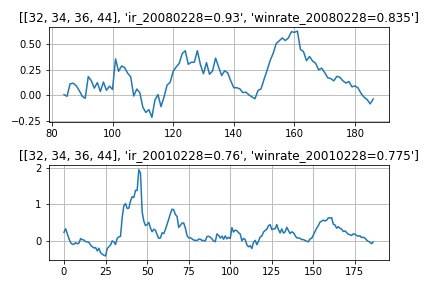 [[32, 34, 36, 44], 'ir_20080228=0.93', 'winrate_20080228=0.835']
0.50
0.25
0.00
−0.25
80 100 120 140 160 180
[[32, 34, 36, 44], 'ir_20010228=0.76', 'winrate_20010228=0.775']
2
1
0
0 25 50 75 100 125 150 175